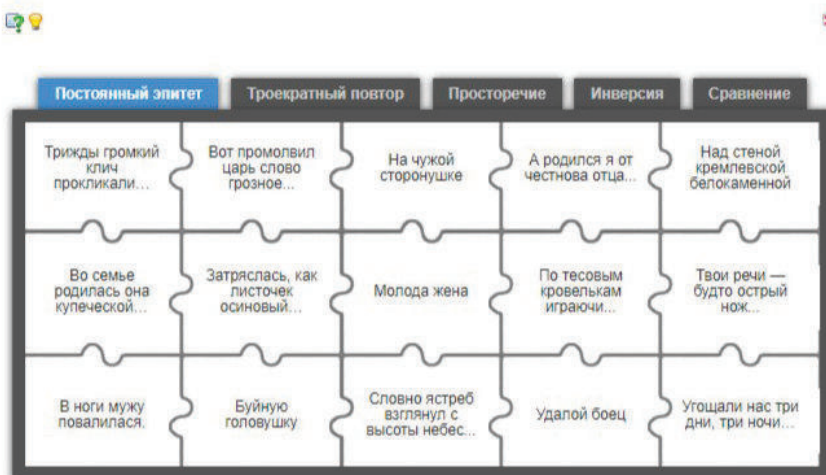 Постоянный эпитет
Троекратный повтор
Просторечие
Инверсия
Сравнение
Трижды громкий
клич
прокликали...
Вот промолвил
царь слово
грозное...
На чужой
сторонушке
А родился я от
честнова отца...
Над стеной
кремлевской
белокаменной
Во семье
родилась она
купеческой...
Затряслась, как
листочек
осиновый...
Молода жена
По тесовым
кровелькам
играючи...
Твои речи —
будто острый
нож...
В ноги мужу
повалилася.
Буйную
головушку
Словно ястреб
взглянул с
высоты небес...
Удалой боец
Угощали нас три
дни, три ночи...